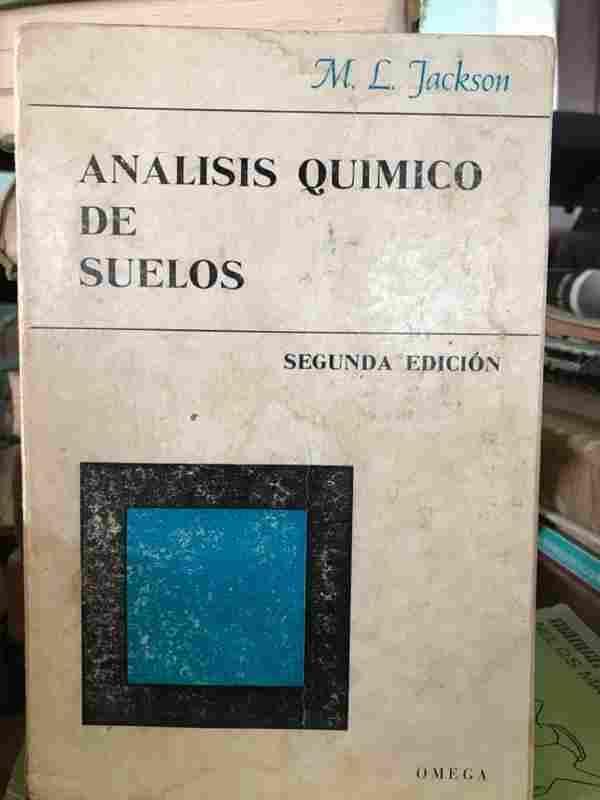 M. L. Jackson
ANALISIS QUIMICO
DE
SUELOS
SEGUNDA EDICIÓN
OMEGA